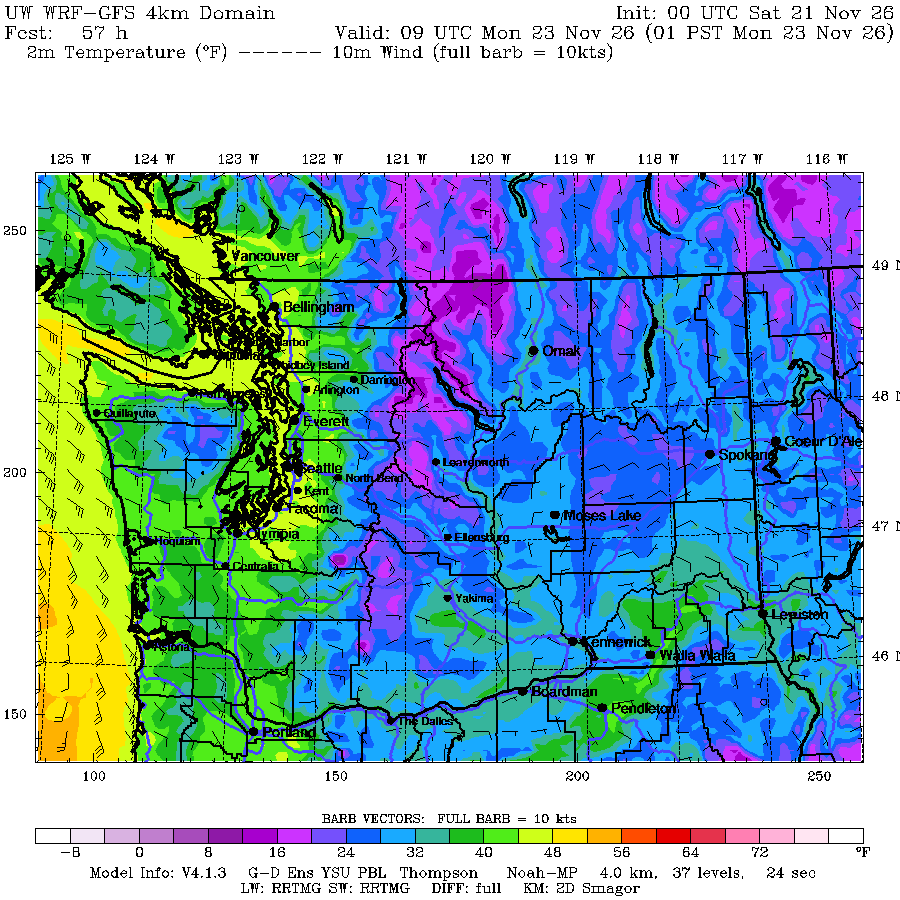 UW WRF-GFS 4km Domain Init: 00 UTC Sat 21 Nov 26
Fcst: 57 h Valid: 09 UTC Mon 23 Nov 26 (01 PST Mon 23 Nov 26)
2m Temperature (°F) ------ 10m Wind (full barb = 10kts)
125 W 124 W 123 W 122 W 121 W 120 W 119 W 118 W 117 W 116 W
250
Vancouver
49 N
Bellingham
Harbor
Omak
Whidbey Island
Darrington
Arlington
Port Angeles
48 N
Quillayute
Everett
Coeur D'Ale
Spokane
Leavenworth
200
Seattle
North Bend
Kent
Tacoma
Moses Lake
47 N
Olympia
Hoquiam
Ellensburg
Centralia
Yakima
Lewiston
Kennewick
Astoria
Walla Walla
46 N
Boardman
Pendleton
150
The Dalles
Portland
100 150 200 250
BARB VECTORS: FULL BARB = 10 kts
-8 0 8 16 24 32 40 48 56 64 72 °F
Model Info: V4.1.3 G-D Ens YSU PBL Thompson Noah-MP 4.0 km, 37 levels, 24 sec
LW: RRTMG SW: RRTMG DIFF: full KM: 2D Smagor